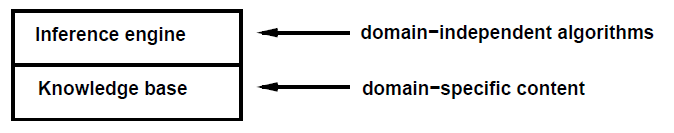 Inference engine
domain−independent algorithms
Knowledge base
domain−specific content